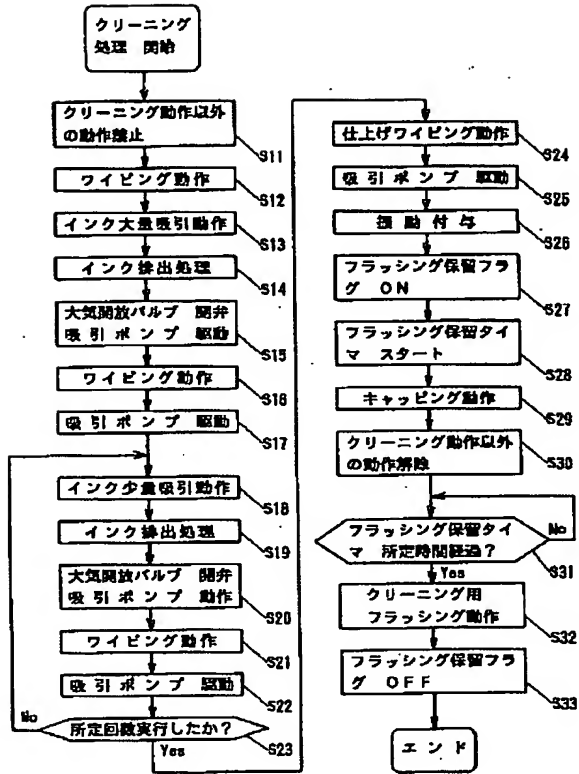 クリーニング
処理 開始
クリーニング動作以外
の動作禁止
S11
ワイピング動作
S12
インク大量吸引動作
S13
インク排出処理
S14
大気開放バルブ 開弁
吸引ポンプ 駆動
S15
ワイピング動作
S16
吸引ポンプ 駆動
S17
インク少量吸引動作
S18
インク排出処理
S19
大気開放バルブ 開弁
吸引ポンプ 動作
S20
ワイピング動作
S21
吸引ポンプ 駆動
S22
No
所定回数実行したか?
S23
Yes
仕上げワイピング動作
S24
吸引ポンプ 駆動
S25
振動付与
S26
フラッシング保留フラ
グ ON
S27
フラッシング保留タイ
マ スタート
S28
キャッピング動作
S29
クリーニング動作以外
の動作解除
S30
フラッシング保留タイ
マ 所定時間経過?
No
S31
Yes
クリーニング用
フラッシング動作
S32
フラッシング保留フラ
グ OFF
S33
エンド